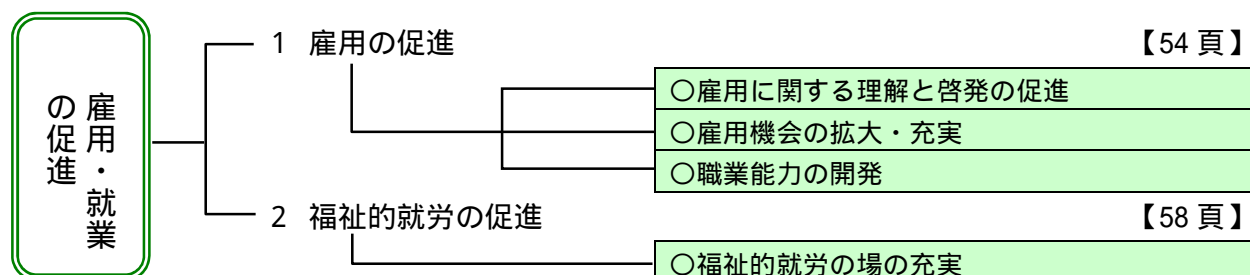 雇用・就業
の促進
1 雇用の促進 【54 頁】
○雇用に関する理解と啓発の促進
○雇用機会の拡大・充実
○職業能力の開発
2 福祉的就労の促進 【58 頁】
○福祉的就労の場の充実